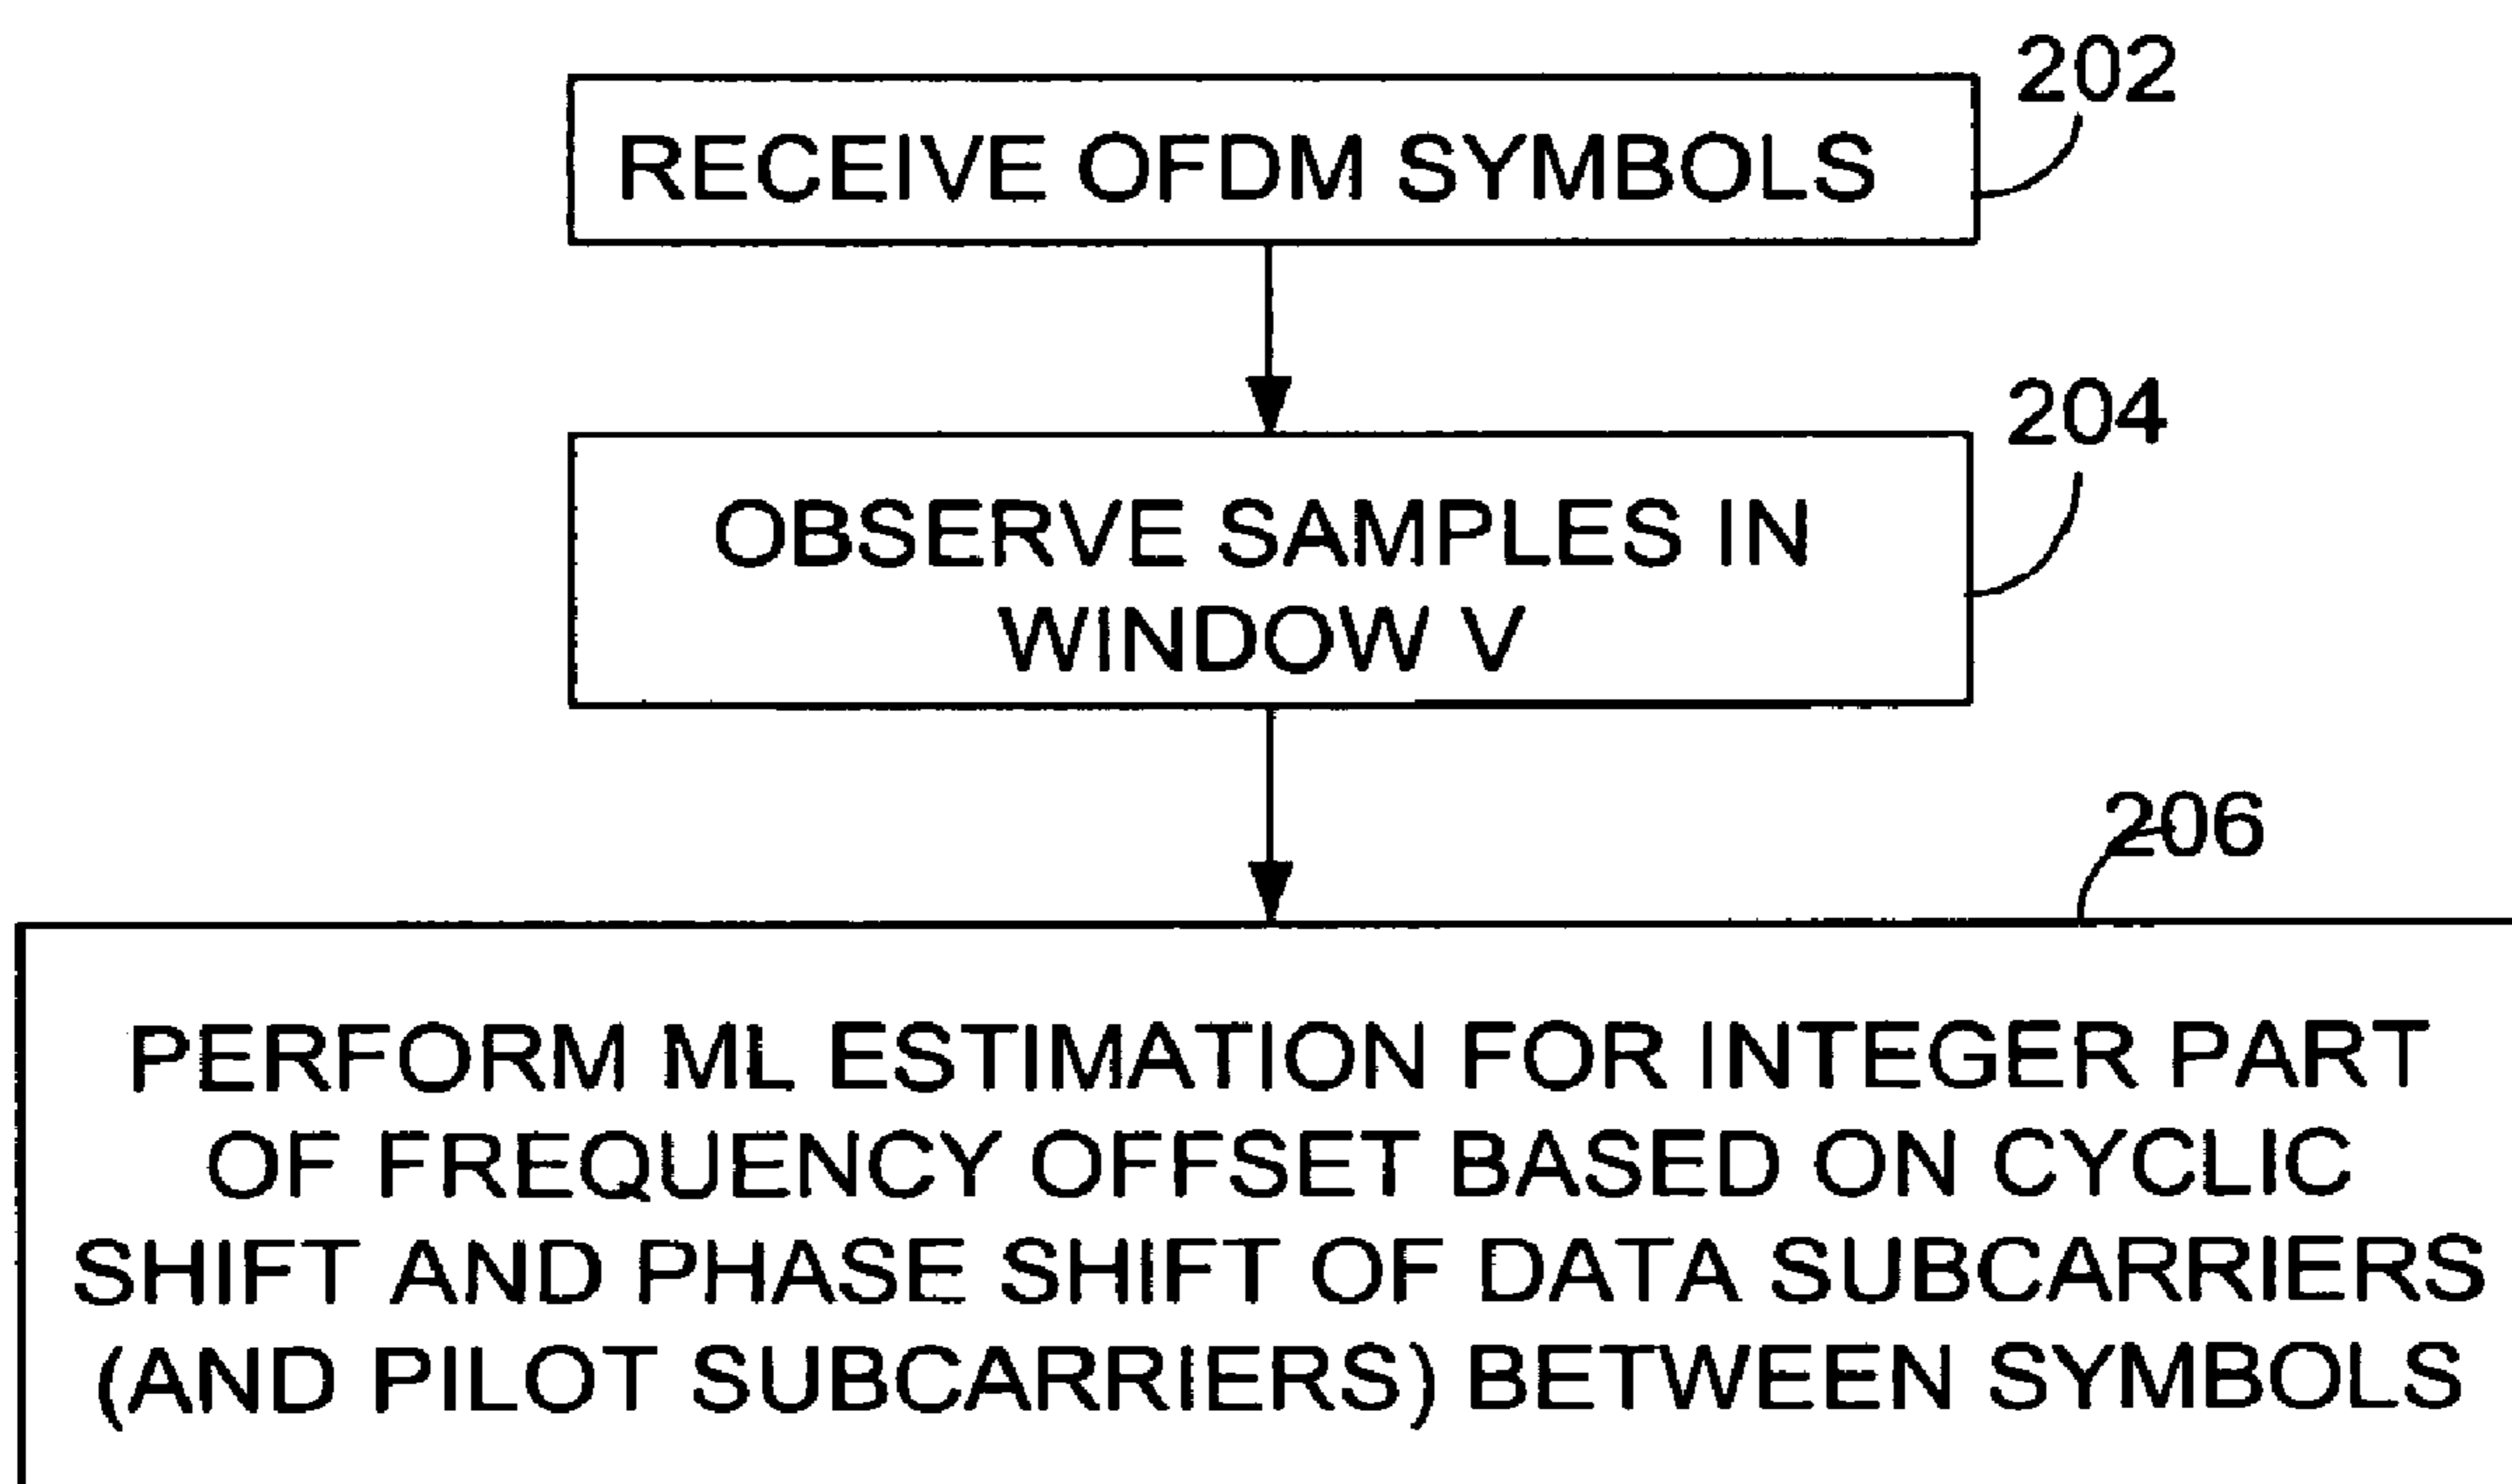 202
RECEIVE OFDM SYMBOLS
204
OBSERVE SAMPLES IN
WINDOW V
206
PERFORM ML ESTIMATION FOR INTEGER PART
OF FREQUENCY OFFSET BASED ON CYCLIC
SHIFT AND PHASE SHIFT OF DATA SUBCARRIERS
(AND PILOT SUBCARRIERS) BETWEEN SYMBOLS